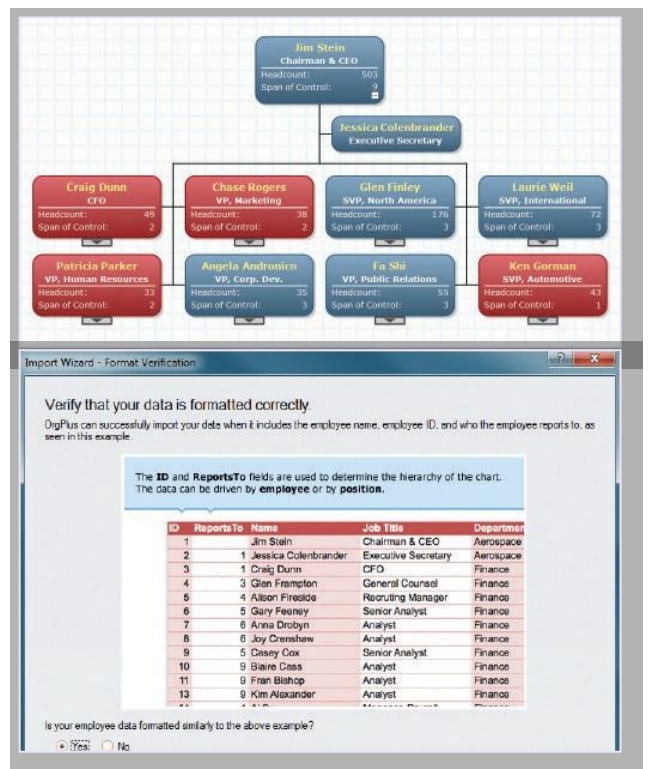 Jim Stein
Chairman & CEO
Headcount: 503
Span of Control: 9
Jessica Colenbrander
Executive Secretary
Craig Dunn
CFO
Headcount: 49
Span of Control: 2
Chase Rogers
VP, Marketing
Headcount: 38
Span of Control: 2
Glen Finley
SVP, North America
Headcount: 176
Span of Control: 3
Laurie Weil
SVP, International
Headcount: 72
Span of Control: 3
Patricia Parker
VP, Human Resources
Headcount: 33
Span of Control: 2
Angela Andronico
VP, Corp. Dev.
Headcount: 35
Span of Control: 3
Fa Shi
VP, Public Relations
Headcount: 55
Span of Control: 3
Ken Gorman
SVP, Automotive
Headcount: 43
Span of Control: 1
Import Wizard - Format Verification
Verify that your data is formatted correctly.
OrgPlus can successfully import your data when it includes the employee name, employee ID, and who the employee reports to, as
seen in this example
The ID and ReportsTo fields are used to determine the hierarchy of the chart.
The data can be driven by employee or by position.
ID ReportsTo Name Job Title Departmen
1 Jim Stein Chairman & CEO Aerospace
2 1 Jessica Colenbrander Executive Secretary Aerospace
3 1 Craig Dunn CFO Finance
4 3 Glen Frampton General Counsel Finance
5 4 Alison Fireside Recruting Manager Finance
6 5 Gary Feeney Senior Analyst Finance
7 6 Anna Drobyn Analyst Finance
8 6 Joy Crenshaw Analyst Finance
9 5 Casey Cox Senior Analyst Finance
10 9 Blaire Cass Analyst Finance
11 9 Fran Bishop Analyst Finance
13 9 Kim Alexander Analyst Finance
Is your employee data formatted similarly to the above example?
Yes No